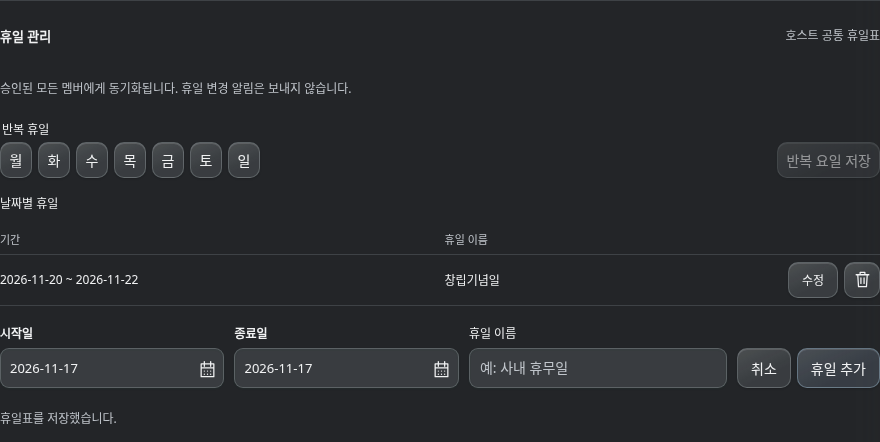 휴일 관리
호스트 공통 휴일표
승인된 모든 멤버에게 동기화됩니다. 휴일 변경 알림은 보내지 않습니다.
반복 휴일
월 화 수 목 금 토 일
반복 요일 저장
날짜별 휴일
기간 휴일 이름
2026-11-20 ~ 2026-11-22 창립기념일 수정
시작일 종료일 휴일 이름
2026-11-17 2026-11-17 예: 사내 휴무일 취소 휴일 추가
휴일표를 저장했습니다.